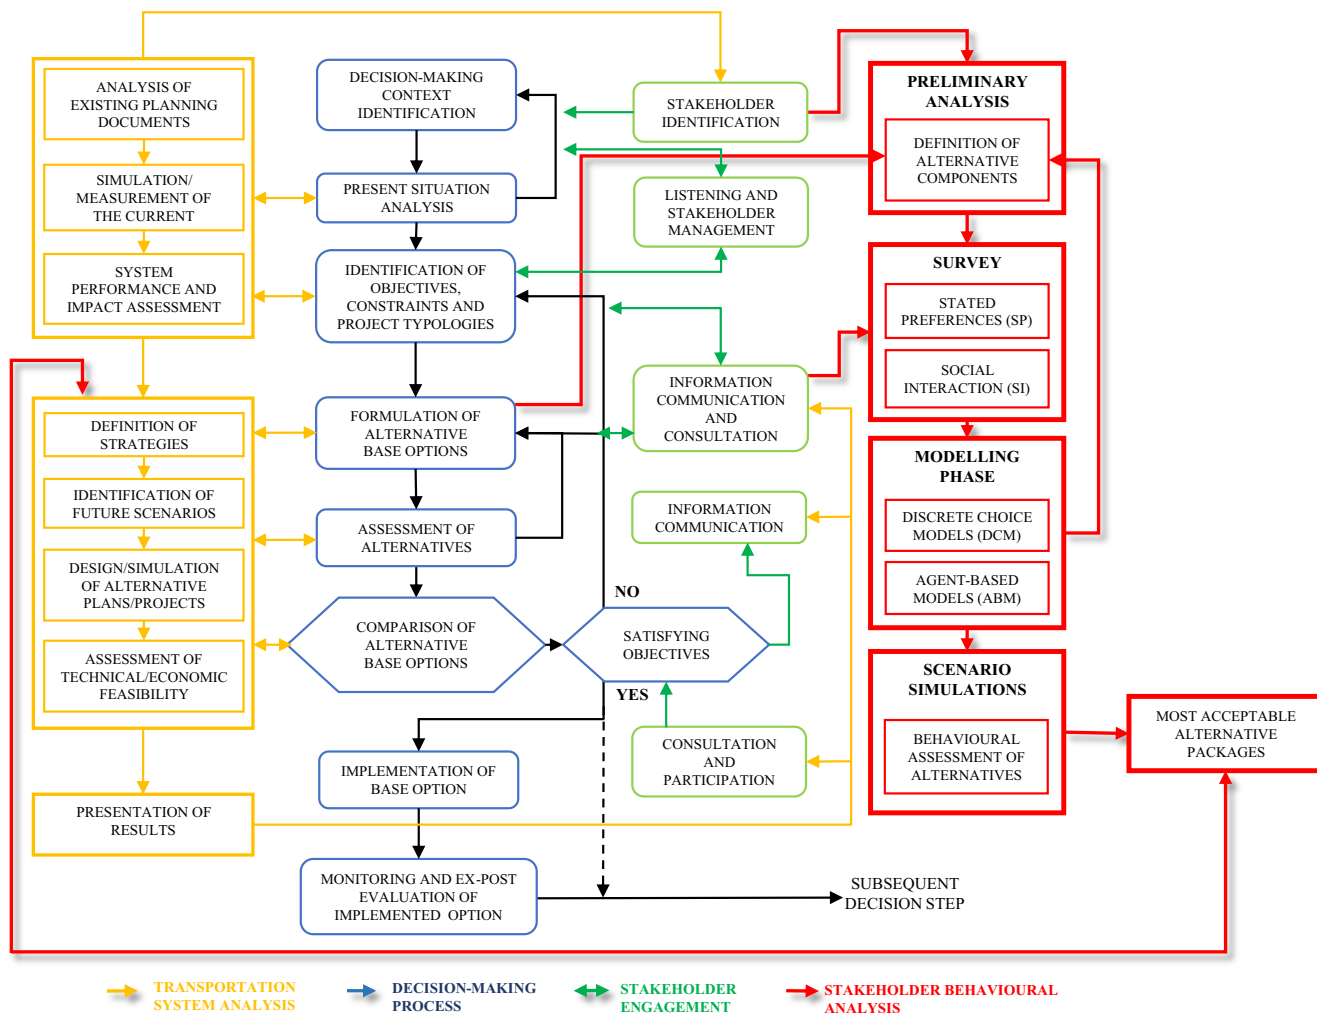 ANALYSIS OF
EXISTING PLANNING
DOCUMENTS
SIMULATION/
MEASUREMENT OF
THE CURRENT
SYSTEM
PERFORMANCE AND
IMPACT ASSESSMENT
DEFINITION OF
STRATEGIES
IDENTIFICATION OF
FUTURE SCENARIOS
DESIGN/SIMULATION
OF ALTERNATIVE
PLANS/PROJECTS
ASSESSMENT OF
TECHNICAL/ECONOMIC
FEASIBILITY
PRESENTATION OF
RESULTS
DECISION-MAKING
CONTEXT
IDENTIFICATION
PRESENT SITUATION
ANALYSIS
IDENTIFICATION OF
OBJECTIVES,
CONSTRAINTS AND
PROJECT TYPOLOGIES
FORMULATION OF
ALTERNATIVE
BASE OPTIONS
ASSESSMENT OF
ALTERNATIVES
COMPARISON OF
ALTERNATIVE
BASE OPTIONS
NO
SATISFYING
OBJECTIVES
YES
IMPLEMENTATION OF
BASE OPTION
MONITORING AND EX-POST
EVALUATION OF
IMPLEMENTED OPTION
SUBSEQUENT
DECISION STEP
STAKEHOLDER
IDENTIFICATION
LISTENING AND
STAKEHOLDER
MANAGEMENT
INFORMATION
COMMUNICATION
AND
CONSULTATION
INFORMATION
COMMUNICATION
CONSULTATION
AND
PARTICIPATION
PRELIMINARY
ANALYSIS
DEFINITION OF
ALTERNATIVE
COMPONENTS
SURVEY
STATED
PREFERENCES (SP)
SOCIAL
INTERACTION (SI)
MODELLING
PHASE
DISCRETE CHOICE
MODELS (DCM)
AGENT-BASED
MODELS (ABM)
SCENARIO
SIMULATIONS
BEHAVIOURAL
ASSESSMENT OF
ALTERNATIVES
MOST ACCEPTABLE
ALTERNATIVE
PACKAGES
TRANSPORTATION
SYSTEM ANALYSIS
DECISION-MAKING
PROCESS
STAKEHOLDER
ENGAGEMENT
STAKEHOLDER BEHAVIOURAL
ANALYSIS